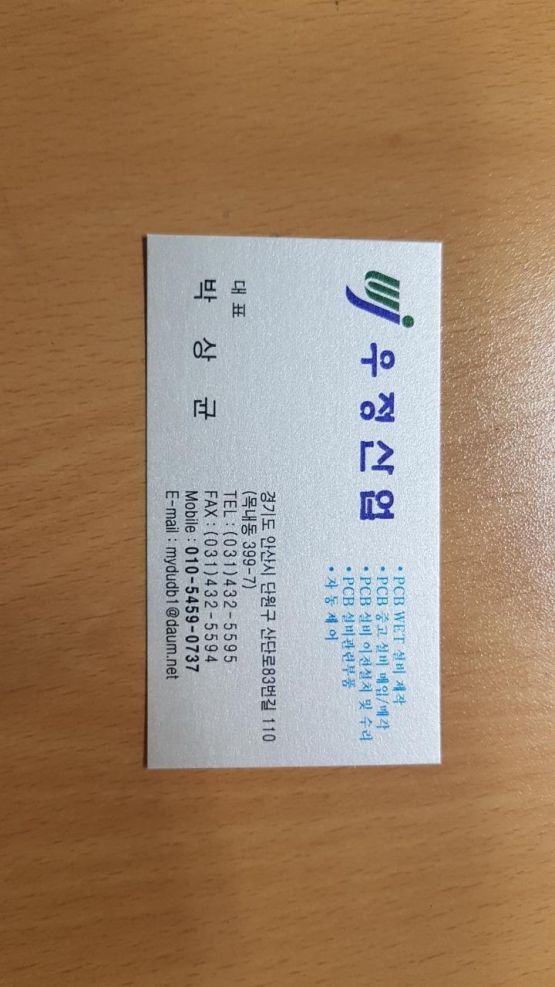 wj 우정산업
• PCB WET 설비 제작
• PCB 중고 설비 매입/매각
• PCB 설비 이전설치 및 수리
• PCB 설비관련부품
• 자동제어
대 표
박 상 균
경기도 안산시 단원구 산단로83번길 110
(목내동 399-7)
TEL : (031)432-5595
FAX : (031)432-5594
Mobile : 010-5459-0737
E-mail : mydudb1@daum.net